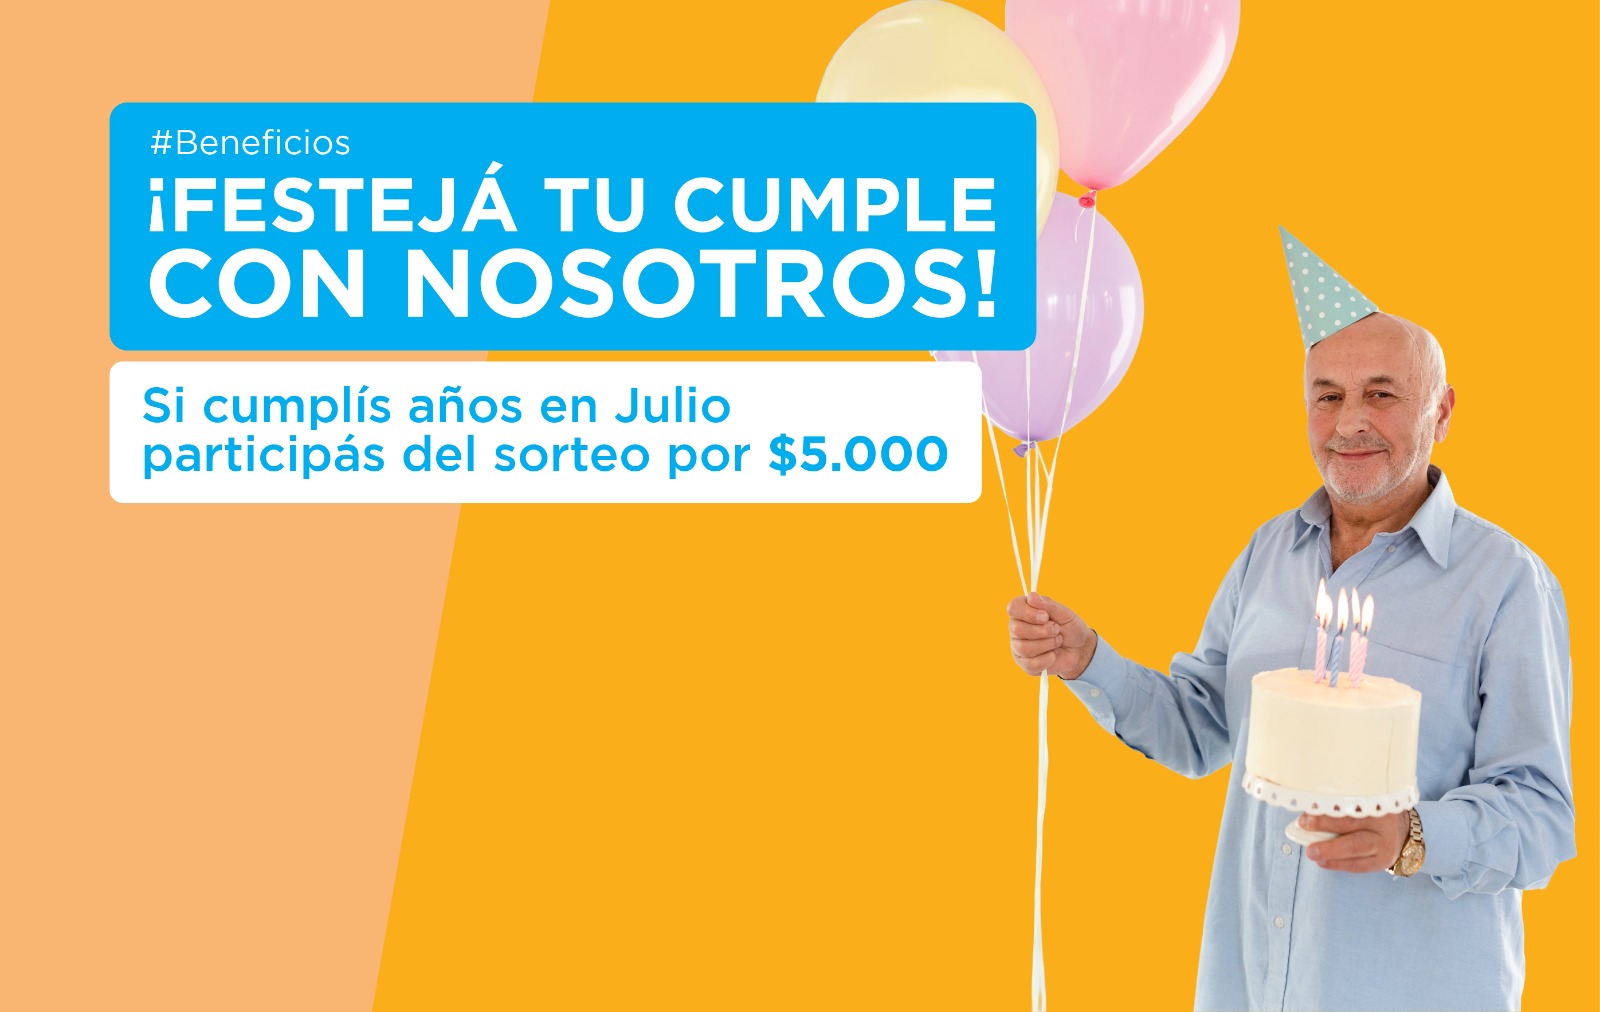 #Beneficios
¡FESTEJÁ TU CUMPLE
CON NOSOTROS!
Si cumplís años en Julio
participás del sorteo por $5.000